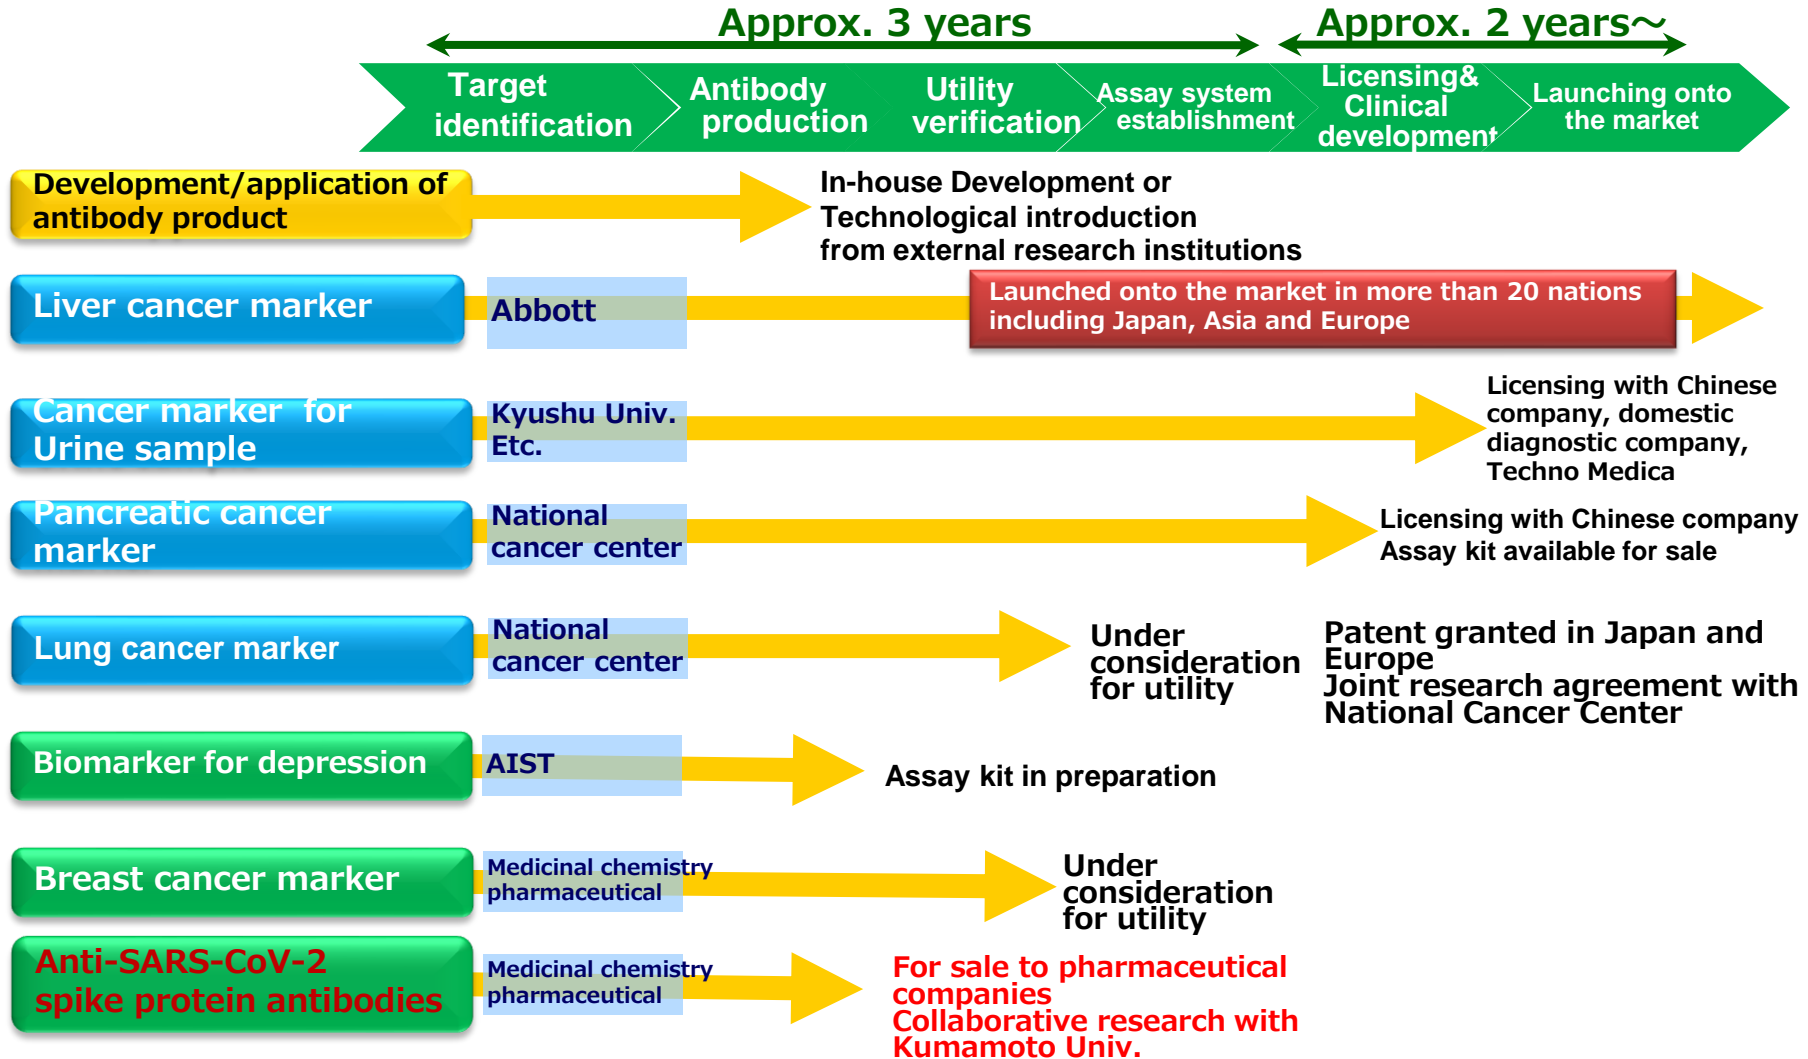 Approx. 3 years
Approx. 2 years～
Target
identification
Antibody
production
Utility
verification
Assay system
establishment
Licensing&
Clinical
development
Launching onto
the market
Development/application of
antibody product
In-house Development or
Technological introduction
from external research institutions
Liver cancer marker
Abbott
Launched onto the market in more than 20 nations
including Japan, Asia and Europe
Cancer marker for
Urine sample
Kyushu Univ.
Etc.
Licensing with Chinese
company, domestic
diagnostic company,
Techno Medica
Pancreatic cancer
marker
National
cancer center
Licensing with Chinese company
Assay kit available for sale
Lung cancer marker
National
cancer center
Under
consideration
for utility
Patent granted in Japan and
Europe
Joint research agreement with
National Cancer Center
Biomarker for depression
AIST
Assay kit in preparation
Breast cancer marker
Medicinal chemistry
pharmaceutical
Under
consideration
for utility
Anti-SARS-CoV-2
spike protein antibodies
Medicinal chemistry
pharmaceutical
For sale to pharmaceutical
companies
Collaborative research with
Kumamoto Univ.